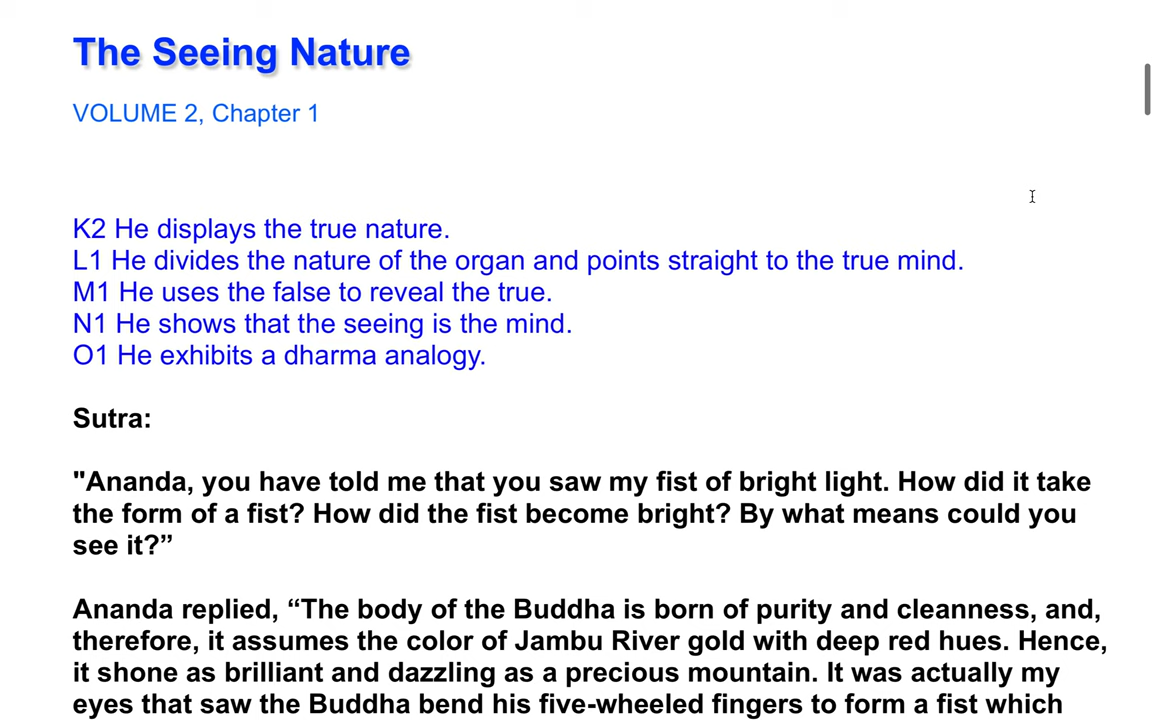 The Seeing Nature
VOLUME 2, Chapter 1
K2 He displays the true nature.
L1 He divides the nature of the organ and points straight to the true mind.
M1 He uses the false to reveal the true.
N1 He shows that the seeing is the mind.
O1 He exhibits a dharma analogy.
Sutra:
"Ananda, you have told me that you saw my fist of bright light. How did it take
the form of a fist? How did the fist become bright? By what means could you
see it?”
Ananda replied, “The body of the Buddha is born of purity and cleanness, and,
therefore, it assumes the color of Jambu River gold with deep red hues. Hence,
it shone as brilliant and dazzling as a precious mountain. It was actually my
eyes that saw the Buddha bend his five-wheeled fingers to form a fist which